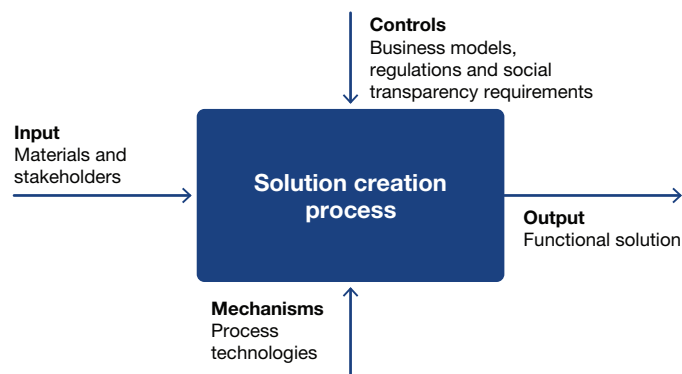 Controls
Business models,
regulations and social
transparency requirements
Input
Materials and
stakeholders
Solution creation
process
Output
Functional solution
Mechanisms
Process
technologies